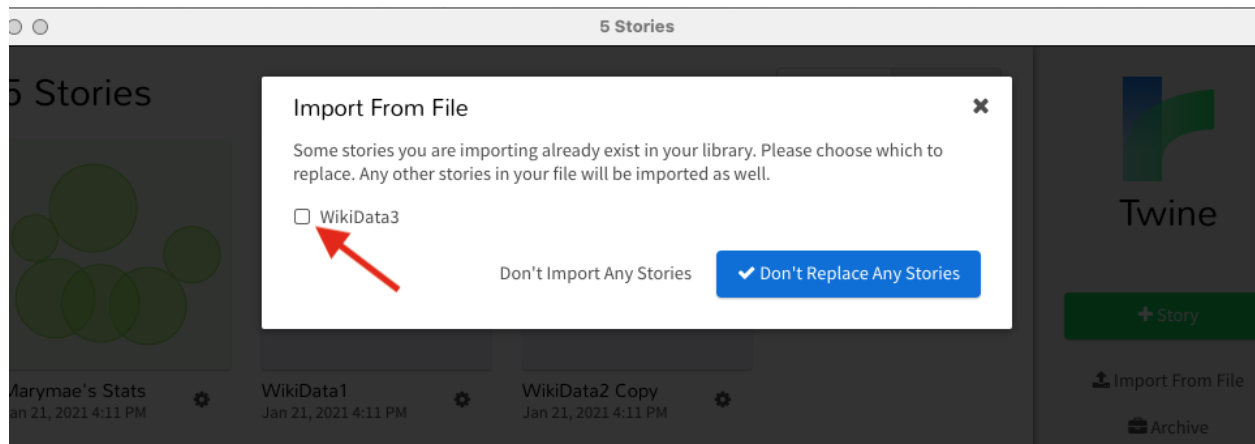 5 Stories
5 Stories
Import From File
Some stories you are importing already exist in your library. Please choose which to
replace. Any other stories in your file will be imported as well.
WikiData3
Don't Import Any Stories
Don't Replace Any Stories
Twine
+ Story
Import From File
Archive
Marymae's Stats
Jan 21, 2021 4:11 PM
WikiData1
Jan 21, 2021 4:11 PM
WikiData2 Copy
Jan 21, 2021 4:11 PM